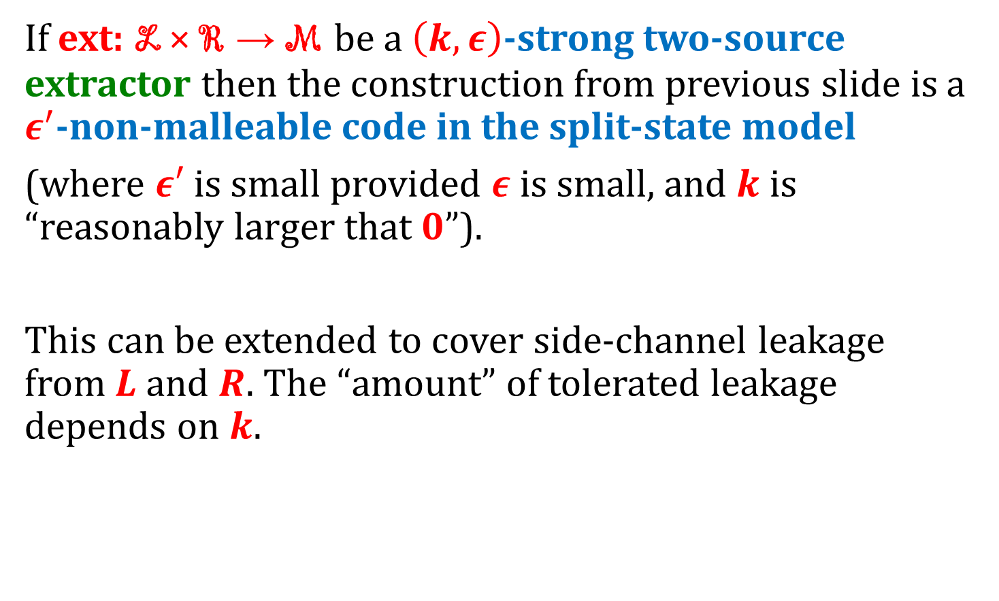 If ext: ℒ × ℜ → ℳ be a (k, ϵ)-strong two-source
extractor then the construction from previous slide is a
ϵ′-non-malleable code in the split-state model
(where ϵ′ is small provided ϵ is small, and k is
“reasonably larger that 0”).
This can be extended to cover side-channel leakage
from L and R. The “amount” of tolerated leakage
depends on k.